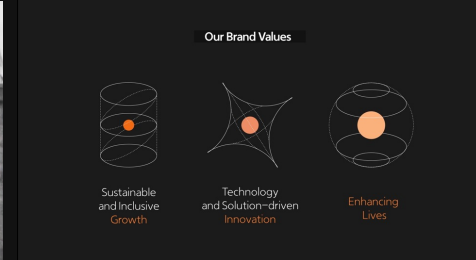 Our Brand Values
Sustainable
and Inclusive
Growth
Technology
and Solution-driven
Innovation
Enhancing
Lives